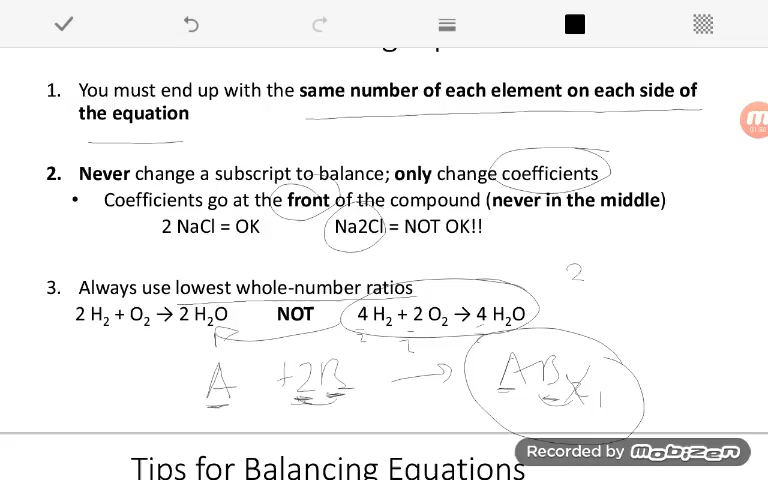 1. You must end up with the same number of each element on each side of
the equation
2. Never change a subscript to balance; only change coefficients
• Coefficients go at the front of the compound (never in the middle)
2 NaCl = OK Na2Cl = NOT OK!!
2
3. Always use lowest whole-number ratios
2 H₂ + O₂ → 2 H₂O NOT 4 H₂ + 2 O₂ → 4 H₂O
2 2 2
A +2B → AB
Recorded by mobizen
Tips for Balancing Equations